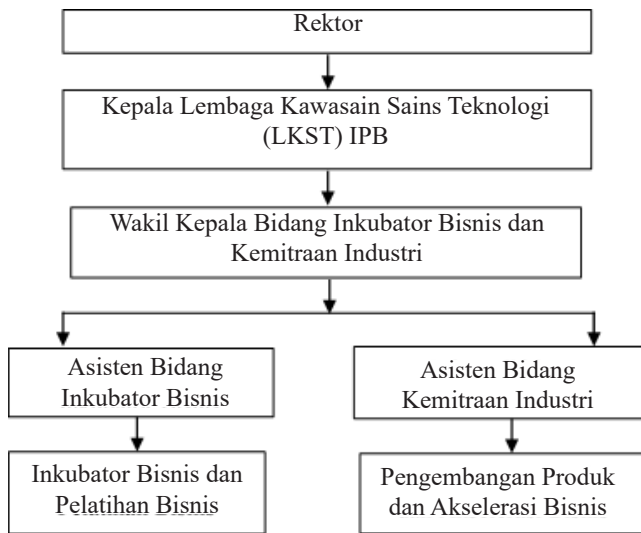 Rektor
Kepala Lembaga Kawasain Sains Teknologi
(LKST) IPB
Wakil Kepala Bidang Inkubator Bisnis dan
Kemitraan Industri
Asisten Bidang
Inkubator Bisnis
Asisten Bidang
Kemitraan Industri
Inkubator Bisnis dan
Pelatihan Bisnis
Pengembangan Produk
dan Akselerasi Bisnis